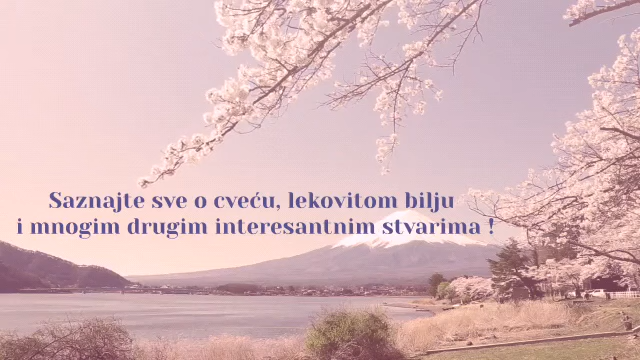 Saznajte sve o cveću, lekovitom bilju
i mnogim drugim interesantnim stvarima !